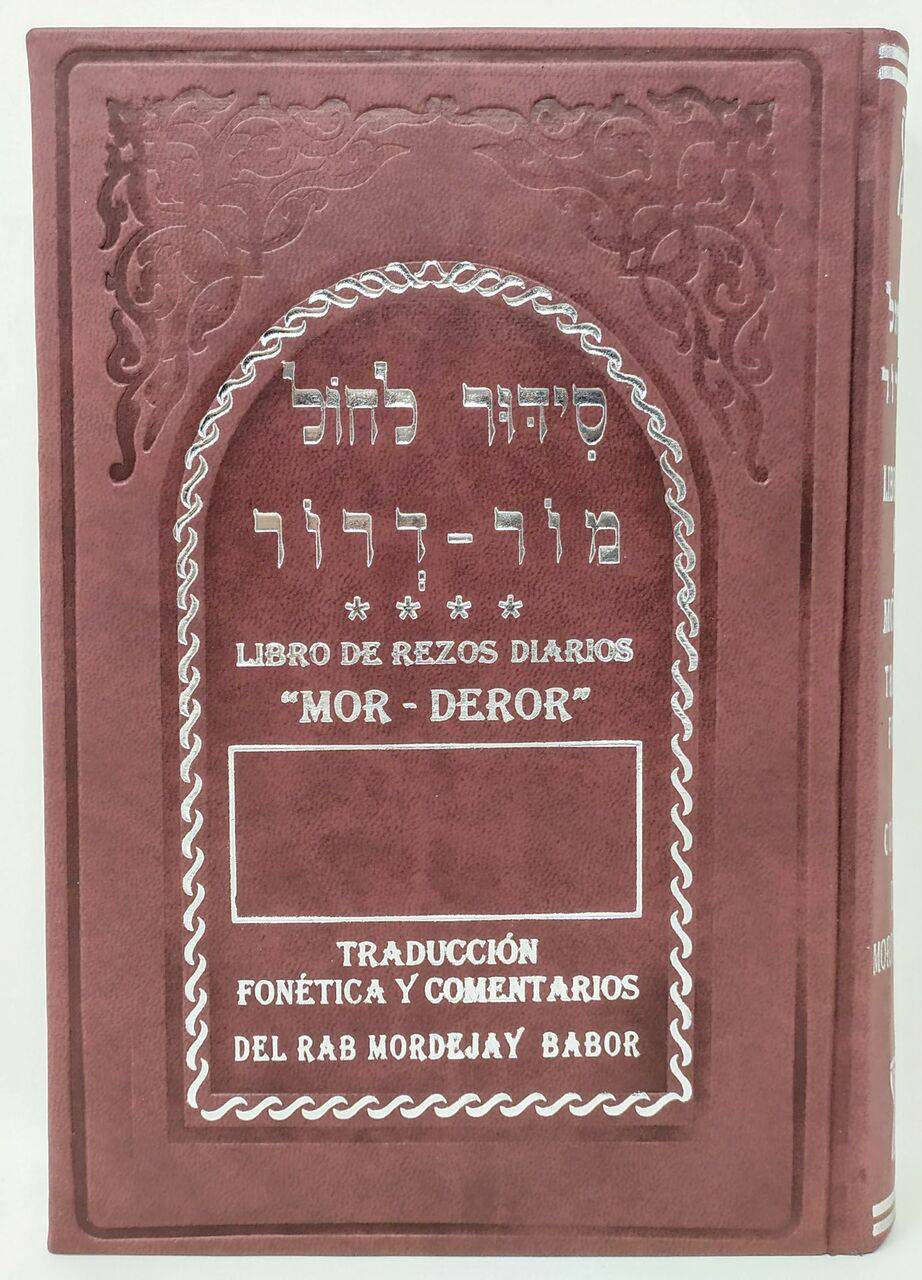 סִידּוּר לְחוֹל
מוֹר-דְרוֹר
* * * *
LIBRO DE REZOS DIARIOS
“MOR - DEROR”
TRADUCCIÓN
FONÉTICA Y COMENTARIOS
DEL RAB MORDEJAY BABOR